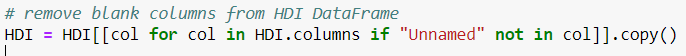 # remove blank columns from HDI DataFrame
HDI = HDI[[col for col in HDI.columns if "Unnamed" not in col]].copy()